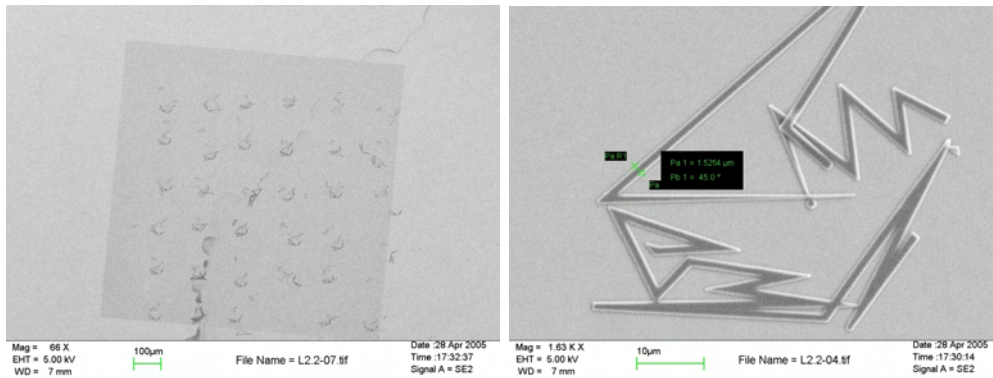 Mag = 66 X
EHT = 5.00 kV
WD = 7 mm
100µm
File Name = L2.2-07.tif
Date :28 Apr 2005
Time :17:32:37
Signal A = SE2
Pa R1
Pa 1 = 1.5254 µm
Pb 1 = 45.0 °
Pa
Mag = 1.63 K X
EHT = 5.00 kV
WD = 7 mm
10µm
File Name = L2.2-04.tif
Date :28 Apr 2005
Time :17:30:14
Signal A = SE2